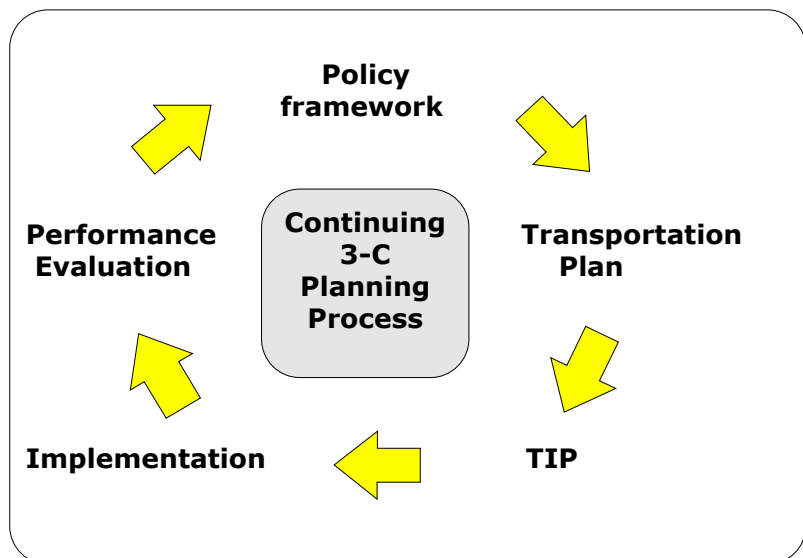 Policy
framework
Performance
Evaluation
Continuing
3-C
Planning
Process
Transportation
Plan
Implementation
TIP